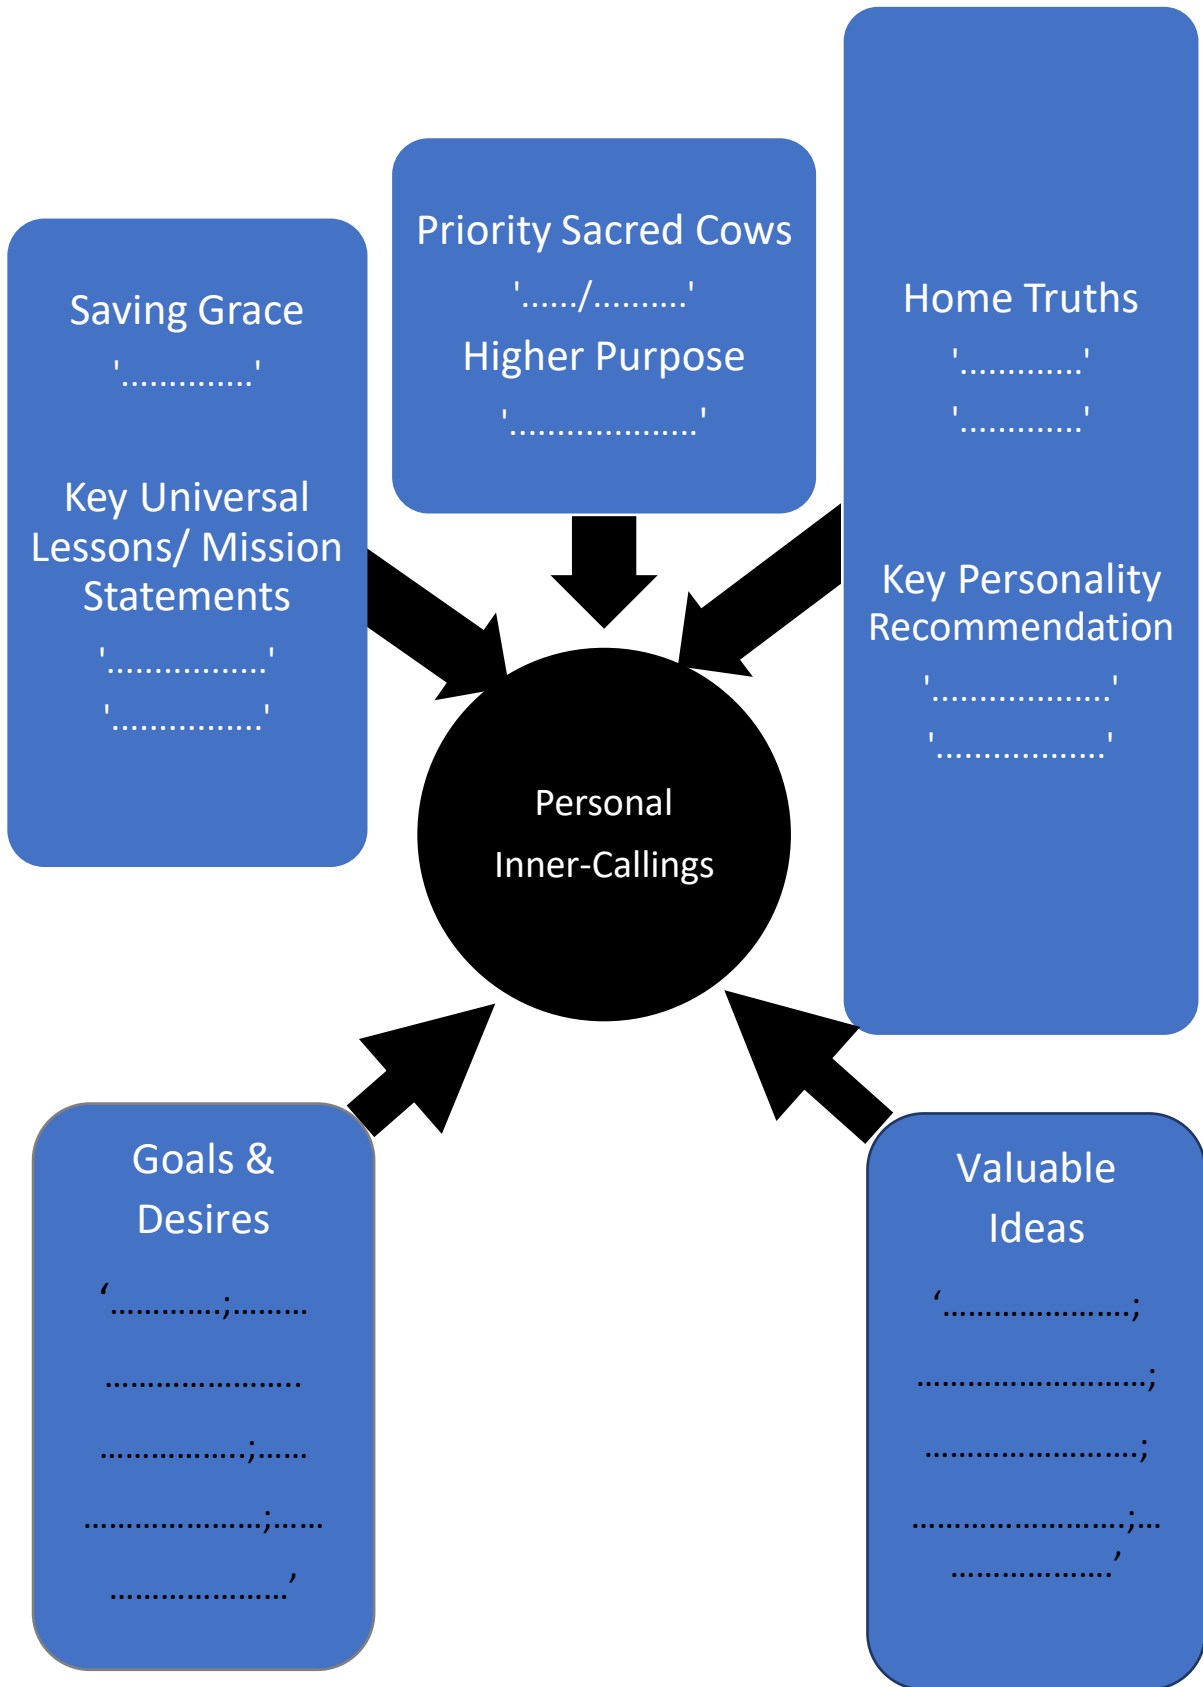 Saving Grace
'..............'
Key Universal
Lessons/ Mission
Statements
'.................'
'................'
Priority Sacred Cows
'....../..........'
Higher Purpose
'....................'
Home Truths
'.............'
'.............'
Key Personality
Recommendation
'...................'
'..................'
Personal
Inner-Callings
Goals &
Desires
‘………….;………
…………………..
……………..;……
…………………;……
…………………’
Valuable
Ideas
‘………………….;
………………………;
…………………….;
…………………….;…
……………….’